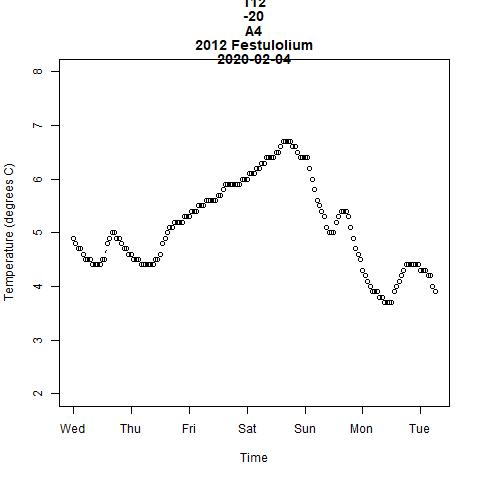 T12
-20
A4
2012 Festulolium
2020-02-04
8
7
6
5
4
3
2
Temperature (degrees C)
Wed Thu Fri Sat Sun Mon Tue
Time